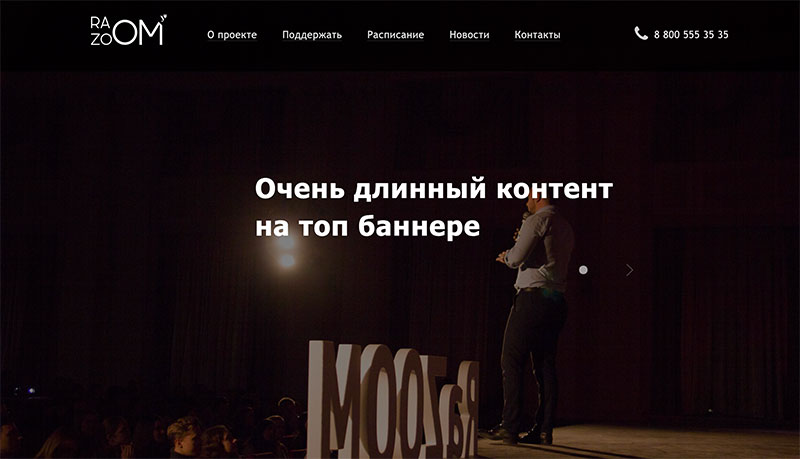 RA
ZOOM
О проекте Поддержать Расписание Новости Контакты 8 800 555 35 35
Очень длинный контент
на топ баннере
RaZOOM